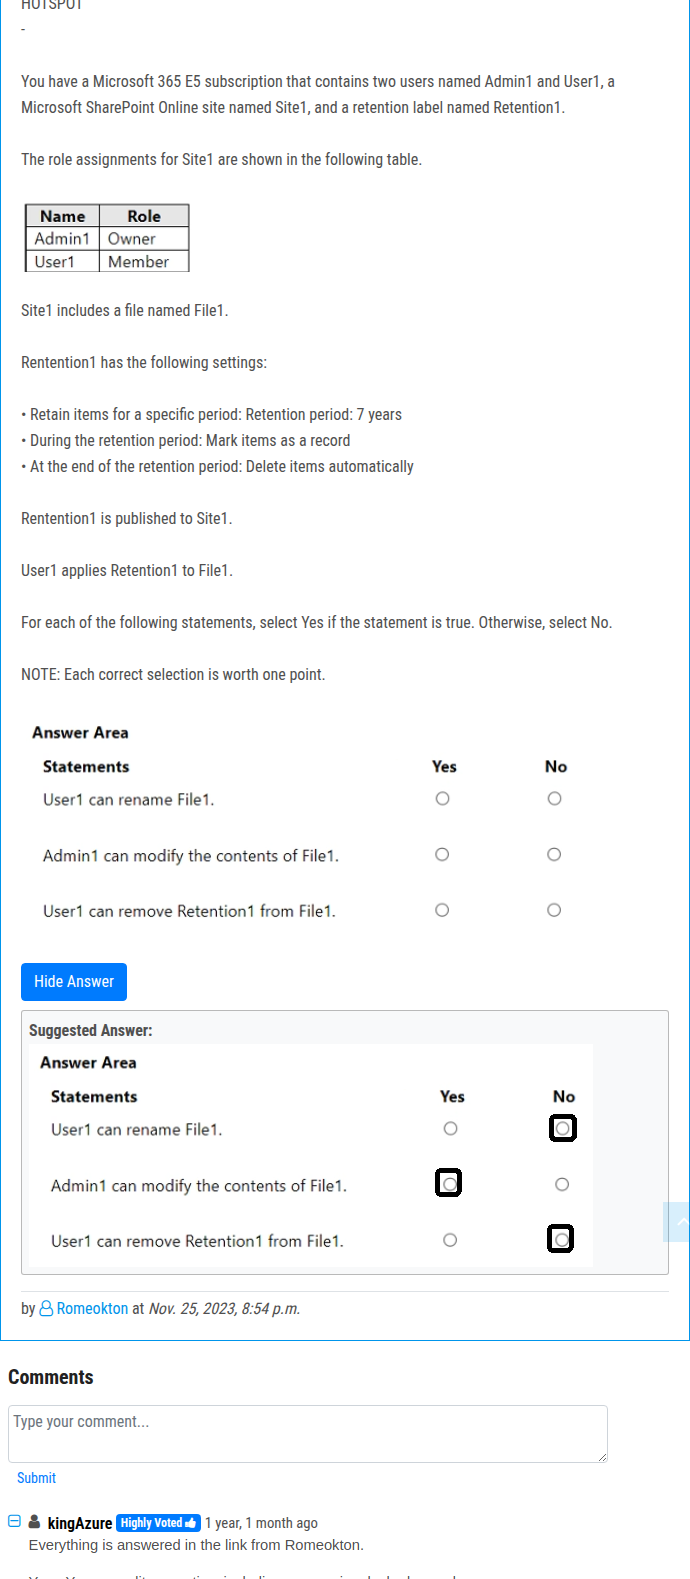 HOTSPOT
-
You have a Microsoft 365 E5 subscription that contains two users named Admin1 and User1, a
Microsoft SharePoint Online site named Site1, and a retention label named Retention1.
The role assignments for Site1 are shown in the following table.
Name Role
Admin1 Owner
User1 Member
Site1 includes a file named File1.
Rentention1 has the following settings:
• Retain items for a specific period: Retention period: 7 years
• During the retention period: Mark items as a record
• At the end of the retention period: Delete items automatically
Rentention1 is published to Site1.
User1 applies Retention1 to File1.
For each of the following statements, select Yes if the statement is true. Otherwise, select No.
NOTE: Each correct selection is worth one point.
Answer Area
Statements Yes No
User1 can rename File1.
Admin1 can modify the contents of File1.
User1 can remove Retention1 from File1.
Hide Answer
Suggested Answer:
Answer Area
Statements Yes No
User1 can rename File1.
Admin1 can modify the contents of File1.
User1 can remove Retention1 from File1.
by Romeokton at Nov. 25, 2023, 8:54 p.m.
Comments
Type your comment...
Submit
kingAzure Highly Voted 1 year, 1 month ago
Everything is answered in the link from Romeokton.